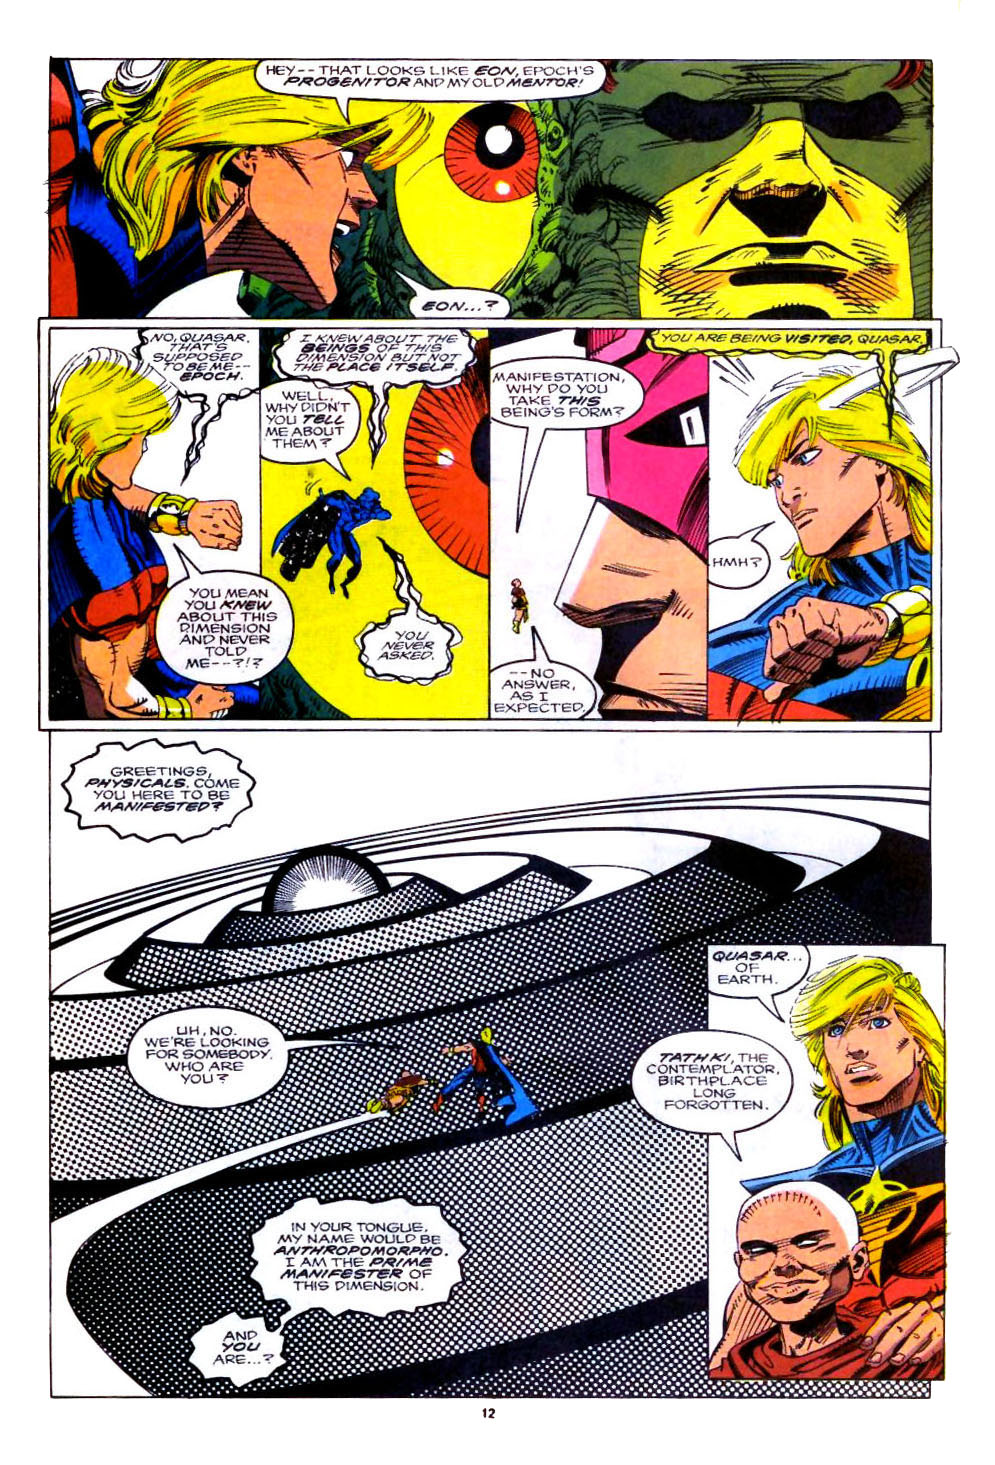 HEY-- THAT LOOKS LIKE EON, EPOCH'S
PROGENITOR AND MY OLD MENTOR!
EON...?
NO, QUASAR.
THAT'S
SUPPOSED
TO BE ME--
EPOCH.
YOU MEAN
YOU KNEW
ABOUT THIS
DIMENSION
AND NEVER
TOLD
ME--?!?
I KNEW ABOUT THE
BEINGS OF THIS
DIMENSION BUT NOT
THE PLACE ITSELF.
WELL,
WHY DIDN'T
YOU TELL
ME ABOUT
THEM?
YOU
NEVER
ASKED.
MANIFESTATION,
WHY DO YOU
TAKE THIS
BEING'S FORM?
--NO
ANSWER,
AS I
EXPECTED.
YOU ARE BEING VISITED, QUASAR.
HMH?
GREETINGS,
PHYSICALS. COME
YOU HERE TO BE
MANIFESTED?
UH, NO.
WE'RE LOOKING
FOR SOMEBODY.
WHO ARE
YOU?
IN YOUR TONGUE,
MY NAME WOULD BE
ANTHROPOMORPHO.
I AM THE PRIME
MANIFESTER OF
THIS DIMENSION.
AND
YOU
ARE...?
QUASAR...
OF
EARTH.
TATH KI, THE
CONTEMPLATOR,
BIRTHPLACE
LONG
FORGOTTEN.
12